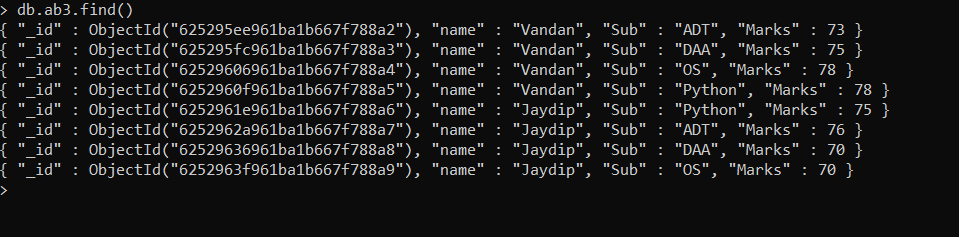 > db.ab3.find()
{ "_id" : ObjectId("625295ee961ba1b667f788a2"), "name" : "Vandan", "Sub" : "ADT", "Marks" : 73 }
{ "_id" : ObjectId("625295fc961ba1b667f788a3"), "name" : "Vandan", "Sub" : "DAA", "Marks" : 75 }
{ "_id" : ObjectId("62529606961ba1b667f788a4"), "name" : "Vandan", "Sub" : "OS", "Marks" : 78 }
{ "_id" : ObjectId("6252960f961ba1b667f788a5"), "name" : "Vandan", "Sub" : "Python", "Marks" : 78 }
{ "_id" : ObjectId("6252961e961ba1b667f788a6"), "name" : "Jaydip", "Sub" : "Python", "Marks" : 75 }
{ "_id" : ObjectId("6252962a961ba1b667f788a7"), "name" : "Jaydip", "Sub" : "ADT", "Marks" : 76 }
{ "_id" : ObjectId("62529636961ba1b667f788a8"), "name" : "Jaydip", "Sub" : "DAA", "Marks" : 70 }
{ "_id" : ObjectId("6252963f961ba1b667f788a9"), "name" : "Jaydip", "Sub" : "OS", "Marks" : 70 }
>